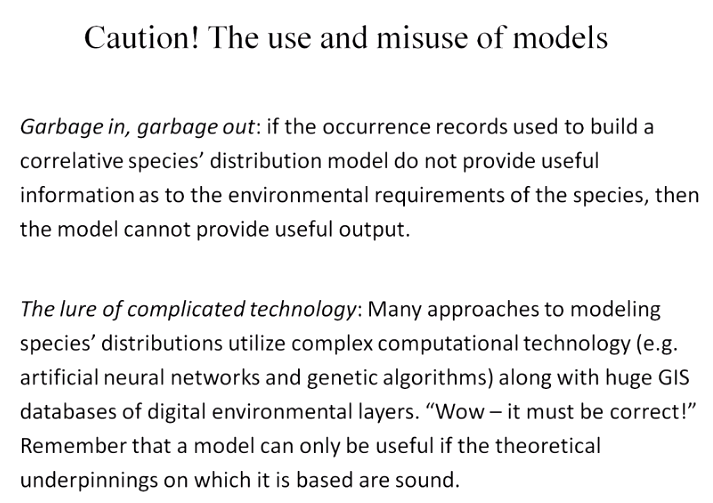 Caution! The use and misuse of models
Garbage in, garbage out: if the occurrence records used to build a
correlative species’ distribution model do not provide useful
information as to the environmental requirements of the species, then
the model cannot provide useful output.
The lure of complicated technology: Many approaches to modeling
species’ distributions utilize complex computational technology (e.g.
artificial neural networks and genetic algorithms) along with huge GIS
databases of digital environmental layers. “Wow – it must be correct!”
Remember that a model can only be useful if the theoretical
underpinnings on which it is based are sound.